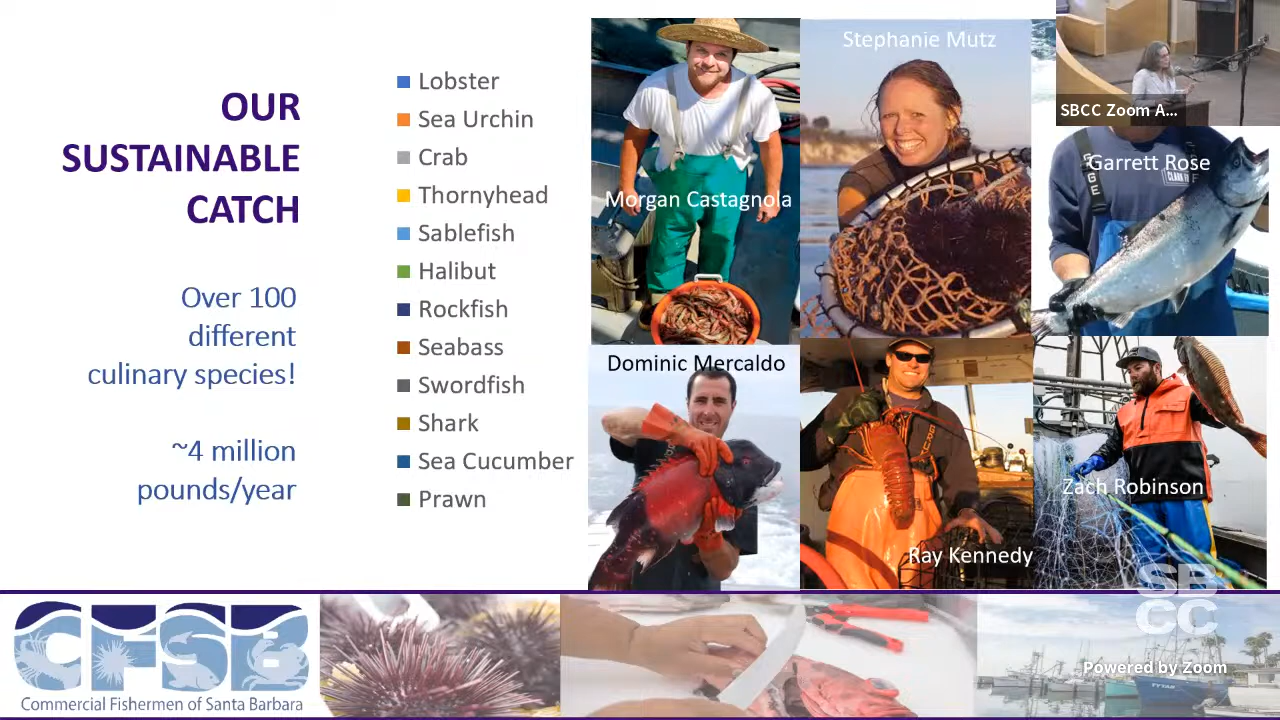 OUR
SUSTAINABLE
CATCH
Over 100
different
culinary species!
~4 million
pounds/year
Lobster
Sea Urchin
Crab
Thornyhead
Sablefish
Halibut
Rockfish
Seabass
Swordfish
Shark
Sea Cucumber
Prawn
Morgan Castagnola
Stephanie Mutz
SBCC Zoom A...
Garrett Rose
Dominic Mercaldo
Ray Kennedy
Zach Robinson
CFSB
Commercial Fishermen of Santa Barbara
SB
CC
Powered by Zoom